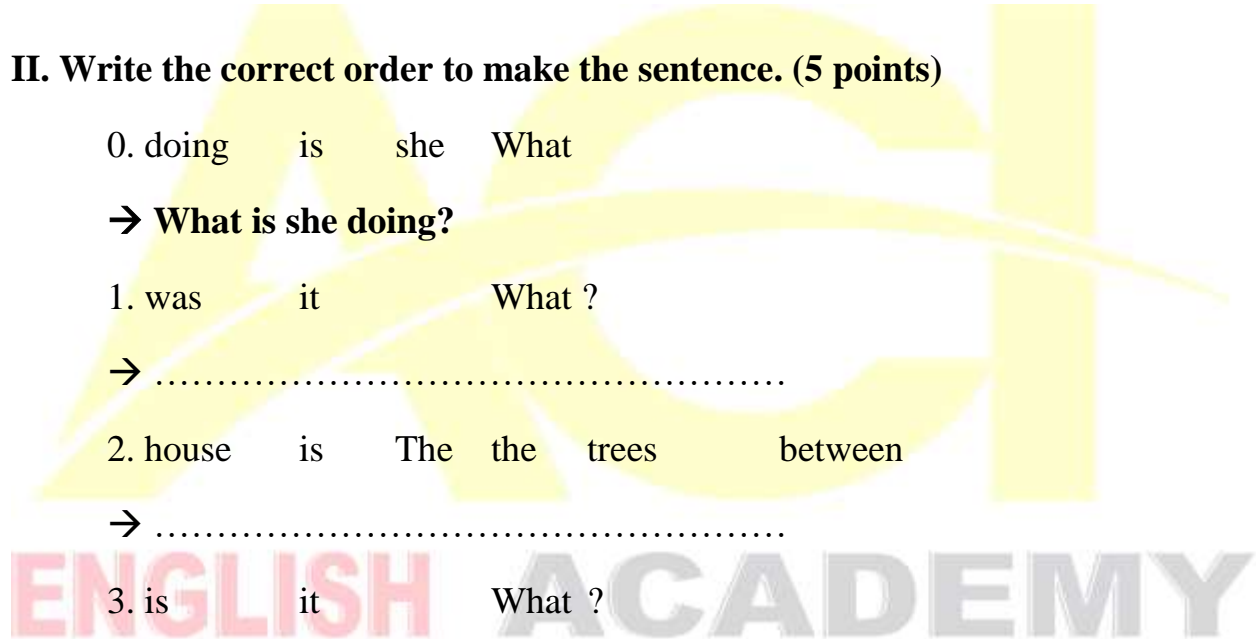 II. Write the correct order to make the sentence. (5 points)
0. doing is she What
→ What is she doing?
1. was it What ?
→ ……………………………………………
2. house is The the trees between
→ ……………………………………………
3. is it What ?
ACI
ENGLISH ACADEMY